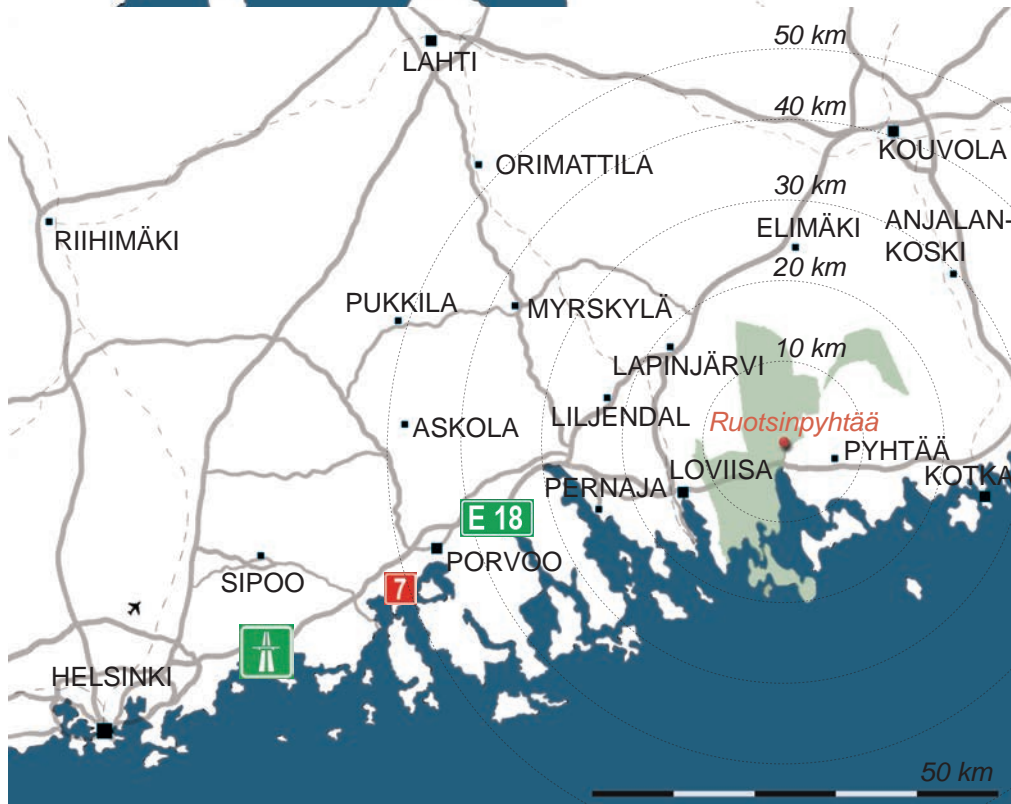 50 km
LAHTI
40 km
KOUVOLA
ORIMATTILA
30 km
ELIMÄKI
ANJALAN-
KOSKI
RIIHIMÄKI
20 km
PUKKILA
MYRSKYLÄ
10 km
LAPINJÄRVI
LILJENDAL
Ruotsinpyhtää
ASKOLA
PYHTÄÄ
LOVIISA
KOTKA
PERNAJA
E 18
PORVOO
SIPOO
7
HELSINKI
50 km